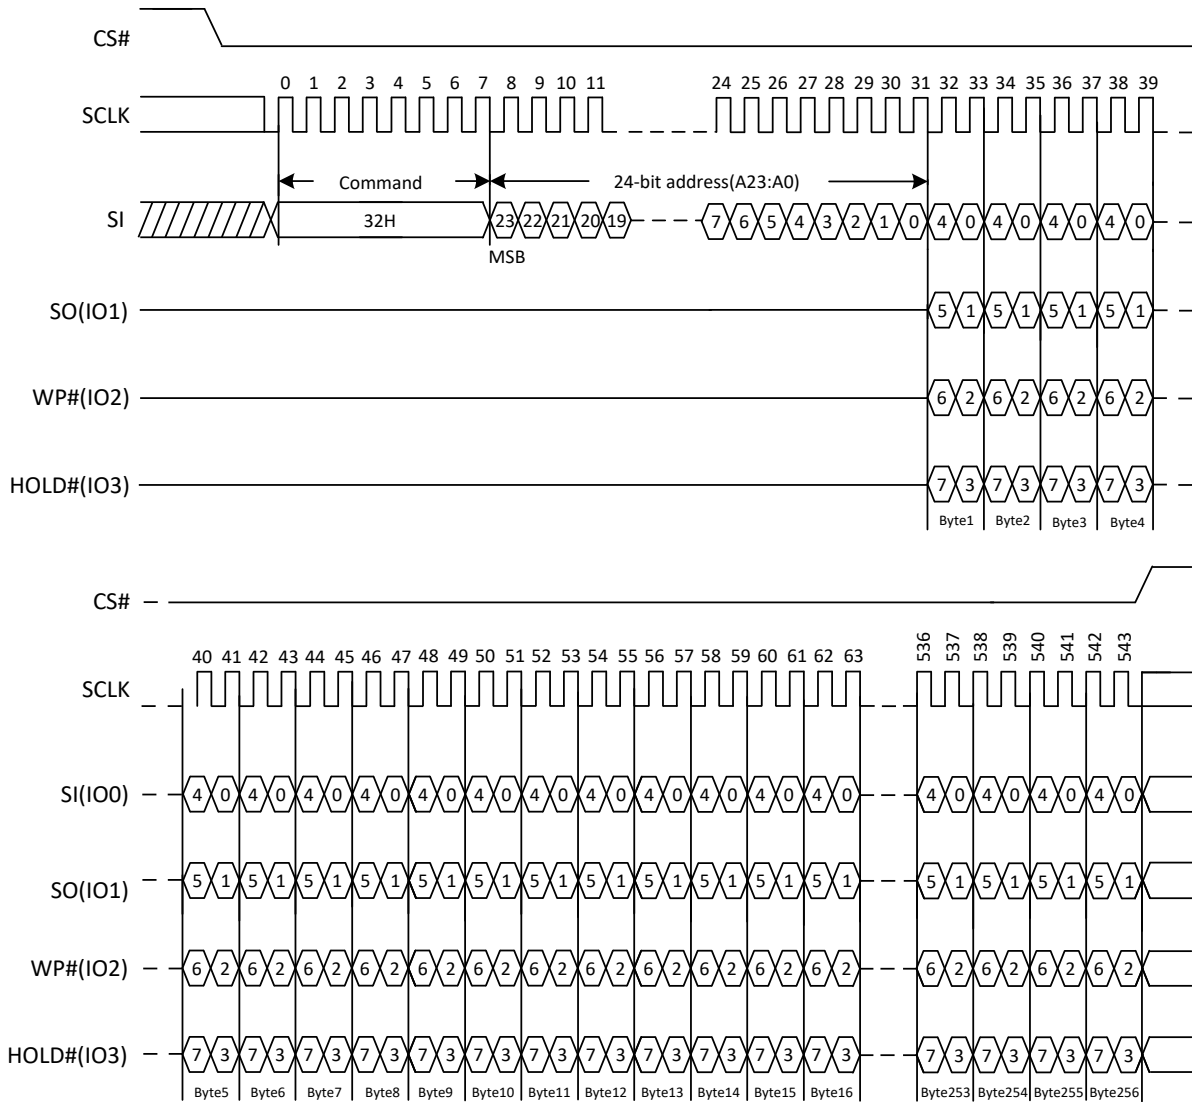 CS#
0 1 2 3 4 5 6 7 8 9 10 11 24 25 26 27 28 29 30 31 32 33 34 35 36 37 38 39
SCLK
Command 24-bit address(A23:A0)
SI 32H 23 22 21 20 19 7 6 5 4 3 2 1 0 4 0 4 0 4 0 4 0
MSB
SO(IO1) 5 1 5 1 5 1 5 1
WP#(IO2) 6 2 6 2 6 2 6 2
HOLD#(IO3) 7 3 7 3 7 3 7 3
Byte1 Byte2 Byte3 Byte4
CS#
40 41 42 43 44 45 46 47 48 49 50 51 52 53 54 55 56 57 58 59 60 61 62 63 536 537 538 539 540 541 542 543
SCLK
SI(IO0) 4 0 4 0 4 0 4 0 4 0 4 0 4 0 4 0 4 0 4 0 4 0 4 0 4 0 4 0 4 0 4 0
SO(IO1) 5 1 5 1 5 1 5 1 5 1 5 1 5 1 5 1 5 1 5 1 5 1 5 1 5 1 5 1 5 1 5 1
WP#(IO2) 6 2 6 2 6 2 6 2 6 2 6 2 6 2 6 2 6 2 6 2 6 2 6 2 6 2 6 2 6 2 6 2
HOLD#(IO3) 7 3 7 3 7 3 7 3 7 3 7 3 7 3 7 3 7 3 7 3 7 3 7 3 7 3 7 3 7 3 7 3
Byte5 Byte6 Byte7 Byte8 Byte9 Byte10 Byte11 Byte12 Byte13 Byte14 Byte15 Byte16 Byte253 Byte254 Byte255 Byte256